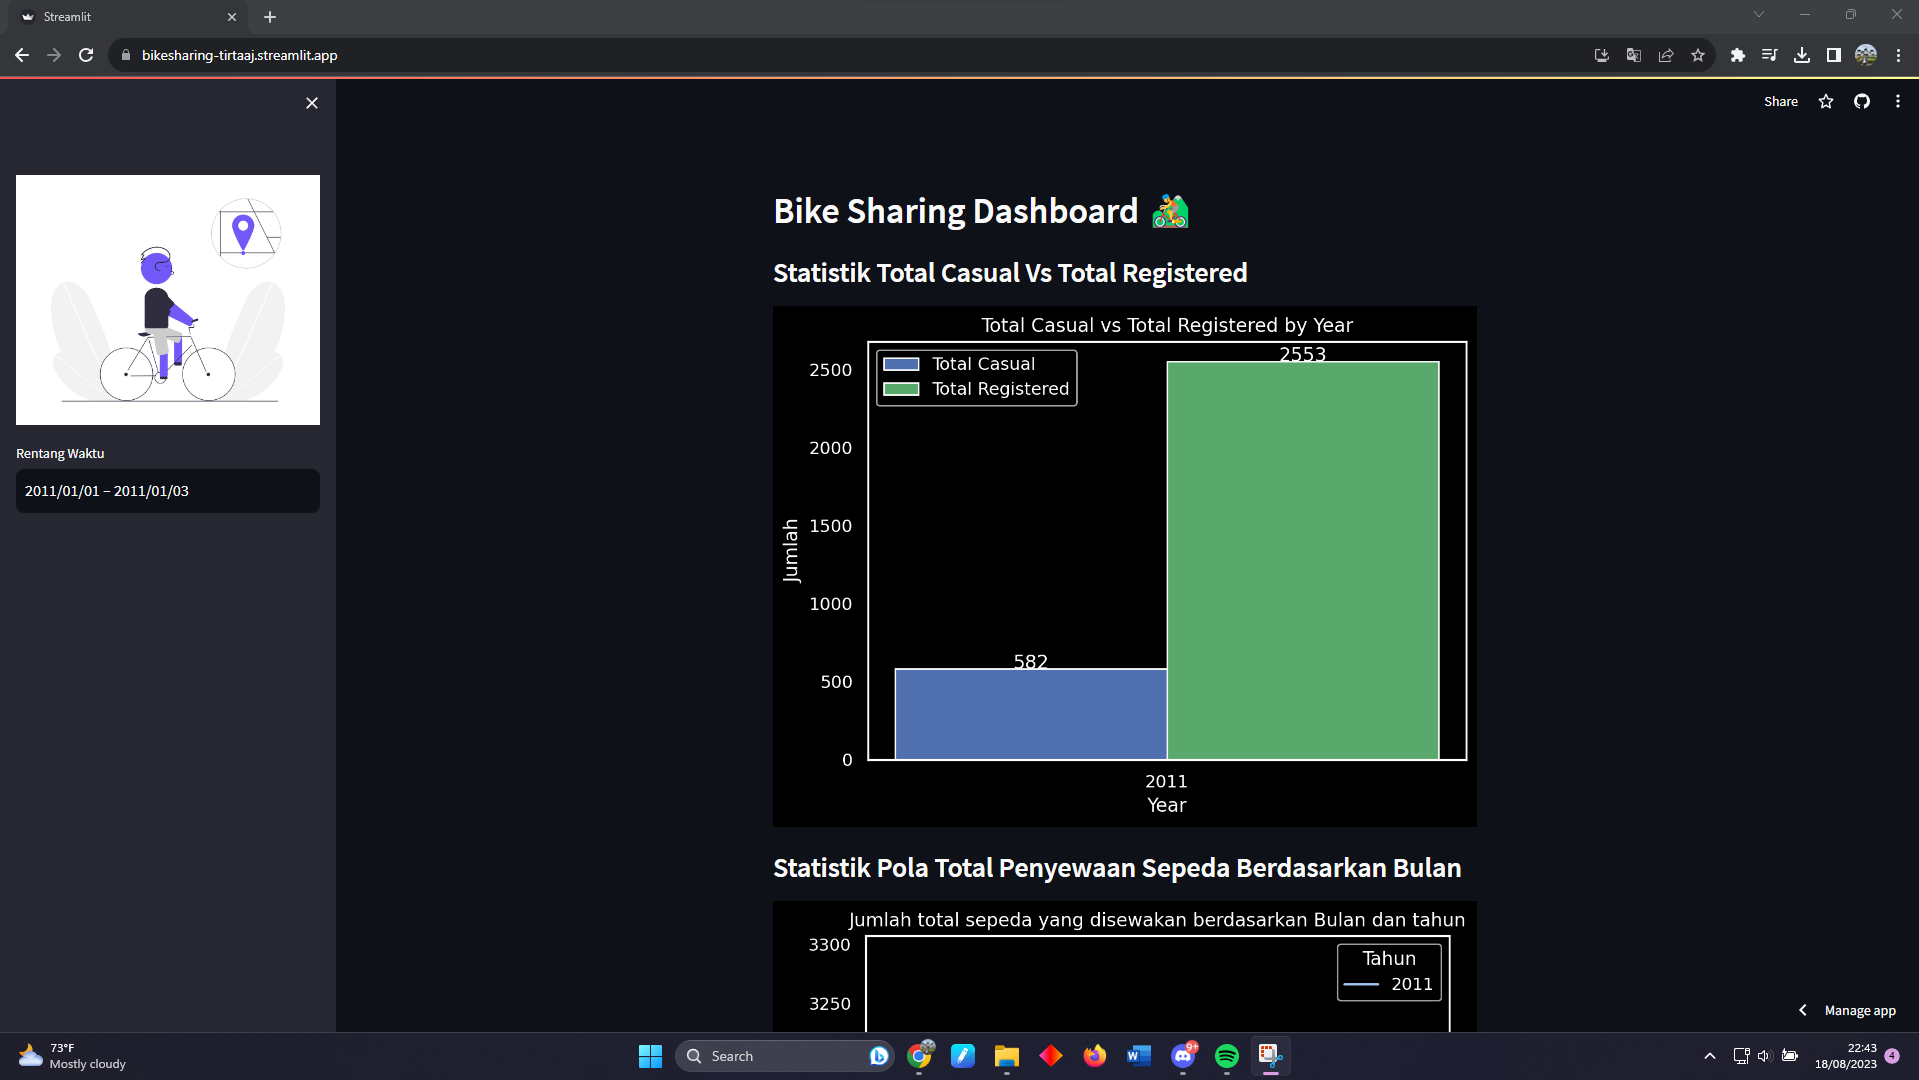 Streamlit
bikesharing-tirtaaj.streamlit.app
Share
Rentang Waktu
2011/01/01 – 2011/01/03
Bike Sharing Dashboard
Statistik Total Casual Vs Total Registered
Total Casual vs Total Registered by Year
Total Casual
Total Registered
2553
582
2500
2000
1500
1000
500
0
Jumlah
2011
Year
Statistik Pola Total Penyewaan Sepeda Berdasarkan Bulan
Jumlah total sepeda yang disewakan berdasarkan Bulan dan tahun
3300
3250
Tahun
2011
Manage app
73°F
Mostly cloudy
Search
9+
22:43
18/08/2023
4